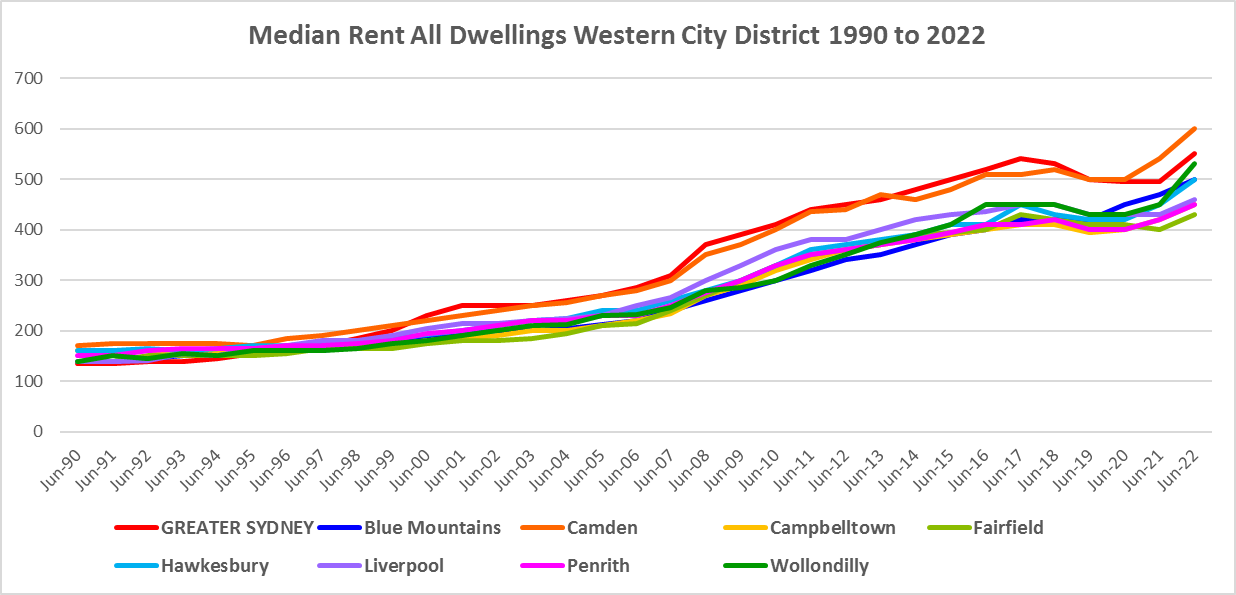 Median Rent All Dwellings Western City District 1990 to 2022
700
600
500
400
300
200
100
0
Jun-90 Jun-91 Jun-92 Jun-93 Jun-94 Jun-95 Jun-96 Jun-97 Jun-98 Jun-99 Jun-00 Jun-01 Jun-02 Jun-03 Jun-04 Jun-05 Jun-06 Jun-07 Jun-08 Jun-09 Jun-10 Jun-11 Jun-12 Jun-13 Jun-14 Jun-15 Jun-16 Jun-17 Jun-18 Jun-19 Jun-20 Jun-21 Jun-22
GREATER SYDNEY Blue Mountains Camden Campbelltown Fairfield
Hawkesbury Liverpool Penrith Wollondilly